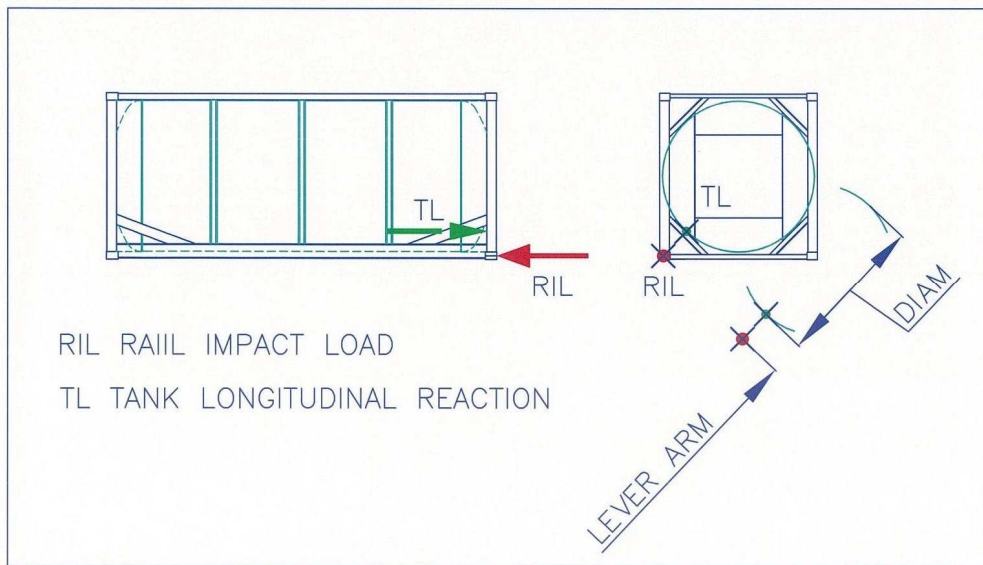 TL
RIL
TL
RIL
DIAM
LEVER ARM
RIL RAIIL IMPACT LOAD
TL TANK LONGITUDINAL REACTION